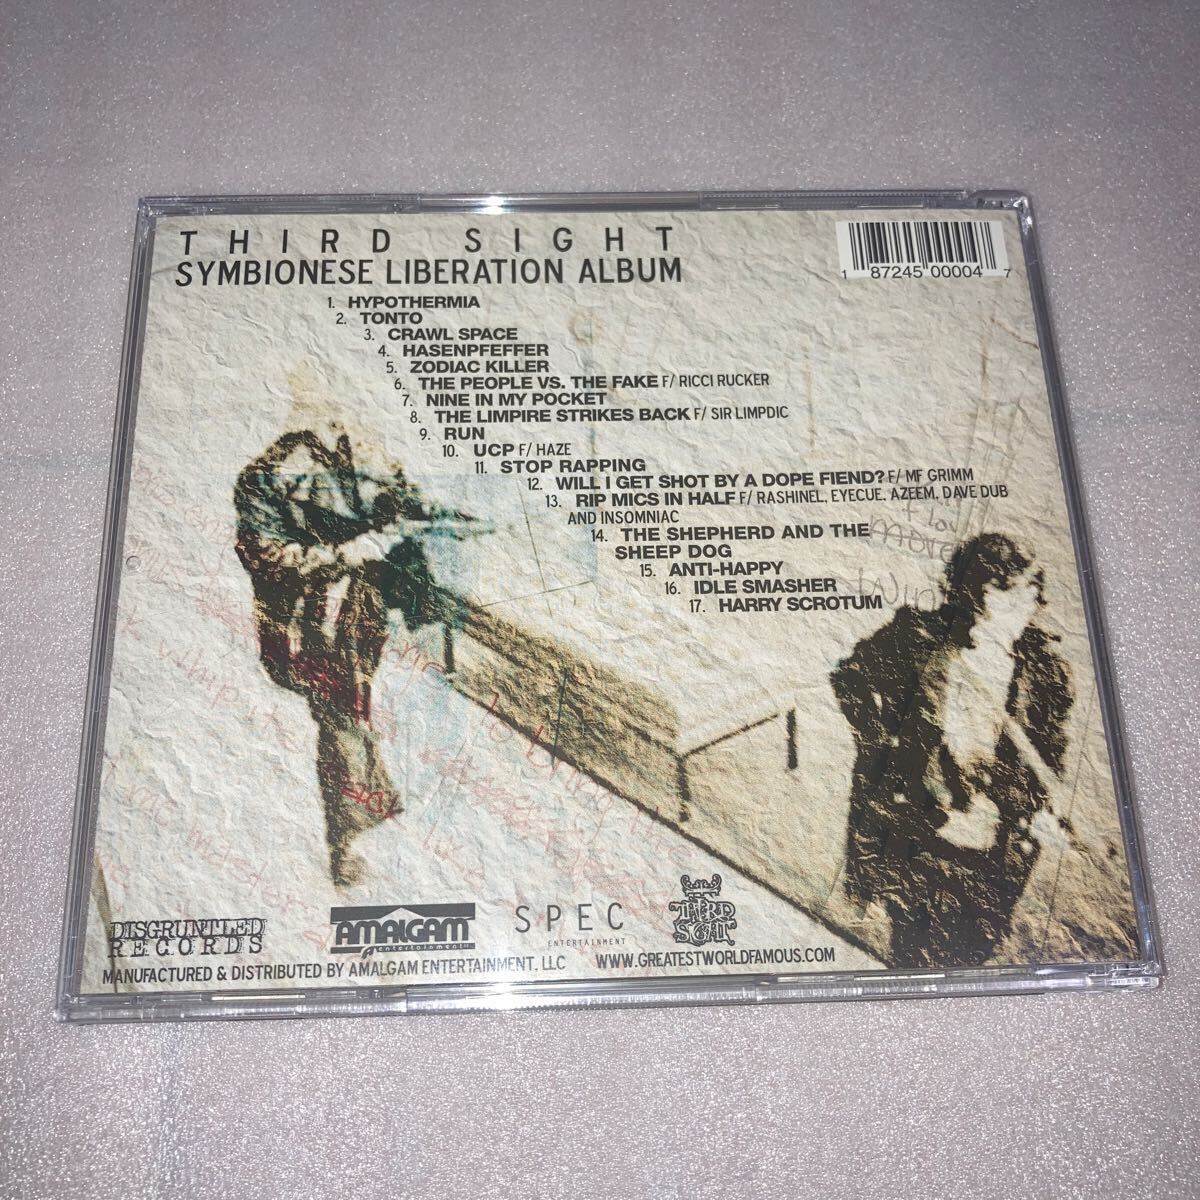 THIRD SIGHT
SYMBIONESE LIBERATION ALBUM
1 87245 00004 7
1. HYPOTHERMIA
2. TONTO
3. CRAWL SPACE
4. HASENPFEFFER
5. ZODIAC KILLER
6. THE PEOPLE VS. THE FAKE F/ RICCI RUCKER
7. NINE IN MY POCKET
8. THE LIMPIRE STRIKES BACK F/ SIR LIMPDIC
9. RUN
10. UCP F/ HAZE
11. STOP RAPPING
12. WILL I GET SHOT BY A DOPE FIEND? F/ MF GRIMM
13. RIP MICS IN HALF F/ RASHINEL, EYECUE, AZEEM, DAVE DUB
AND INSOMNIAC
14. THE SHEPHERD AND THE
SHEEP DOG
15. ANTI-HAPPY
16. IDLE SMASHER
17. HARRY SCROTUM
DISGRUNTLED
RECORDS
AMALGAM
entertainment
SPEC
ENTERTAINMENT
THIRD
SIGHT
MANUFACTURED & DISTRIBUTED BY AMALGAM ENTERTAINMENT, LLC
WWW.GREATESTWORLDFAMOUS.COM